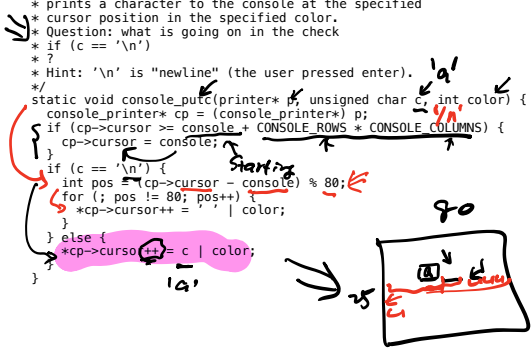 * prints a character to the console at the specified
* cursor position in the specified color.
* Question: what is going on in the check
* if (c == '\n')
* ?
* Hint: '\n' is "newline" (the user pressed enter).
*/
'a'
static void console_putc(printer* p, unsigned char c, int color) {
console_printer* cp = (console_printer*) p;
'/n'
if (cp->cursor >= console + CONSOLE_ROWS * CONSOLE_COLUMNS) {
cp->cursor = console;
}
Starting
if (c == '\n') {
int pos = (cp->cursor - console) % 80;
for (; pos != 80; pos++) {
*cp->cursor++ = ' ' | color;
}
} else {
*cp->cursor++ = c | color;
}
}
'a'
80
25
a